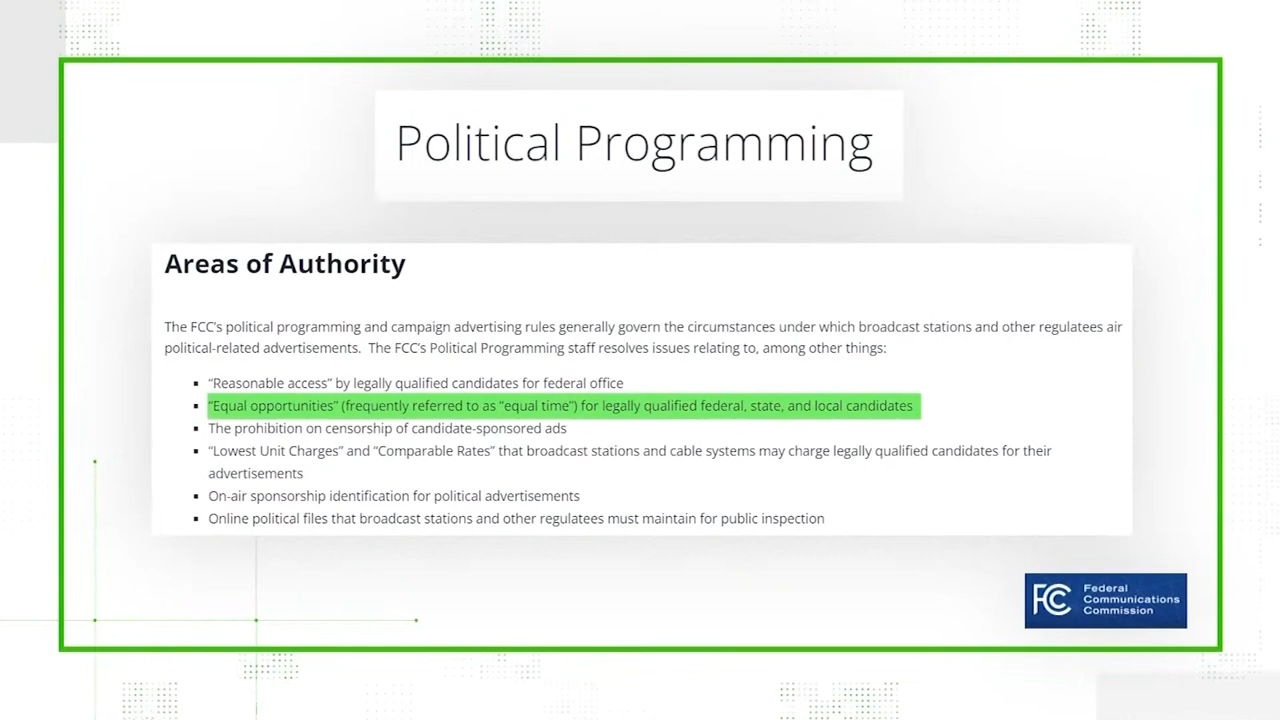 Political Programming
Areas of Authority
The FCC’s political programming and campaign advertising rules generally govern the circumstances under which broadcast stations and other regulatees air
political-related advertisements.  The FCC’s Political Programming staff resolves issues relating to, among other things:
▪ “Reasonable access” by legally qualified candidates for federal office
▪ “Equal opportunities” (frequently referred to as “equal time”) for legally qualified federal, state, and local candidates
▪ The prohibition on censorship of candidate-sponsored ads
▪ “Lowest Unit Charges” and “Comparable Rates” that broadcast stations and cable systems may charge legally qualified candidates for their
advertisements
▪ On-air sponsorship identification for political advertisements
▪ Online political files that broadcast stations and other regulatees must maintain for public inspection
FCC Federal
Communications
Commission